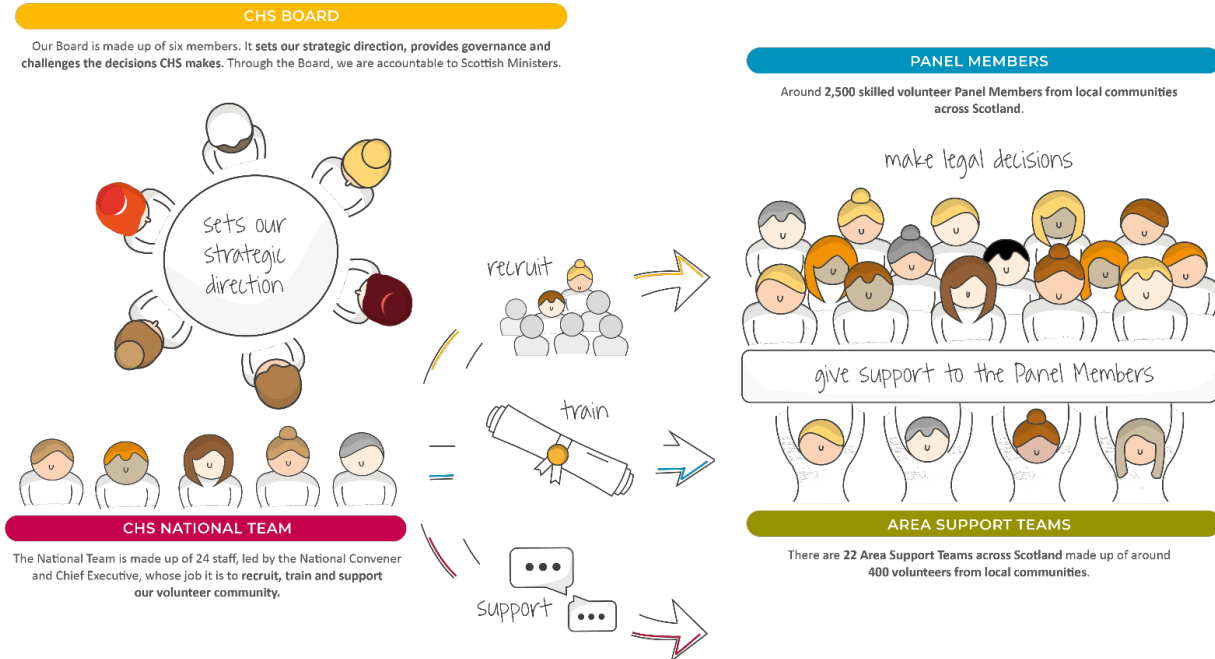 CHS BOARD
Our Board is made up of six members. It sets our strategic direction, provides governance and
challenges the decisions CHS makes. Through the Board, we are accountable to Scottish Ministers.
sets our
strategic
direction
CHS NATIONAL TEAM
The National Team is made up of 24 staff, led by the National Convener
and Chief Executive, whose job it is to recruit, train and support
our volunteer community.
recruit
train
support
PANEL MEMBERS
Around 2,500 skilled volunteer Panel Members from local communities
across Scotland.
make legal decisions
give support to the Panel Members
AREA SUPPORT TEAMS
There are 22 Area Support Teams across Scotland made up of around
400 volunteers from local communities.